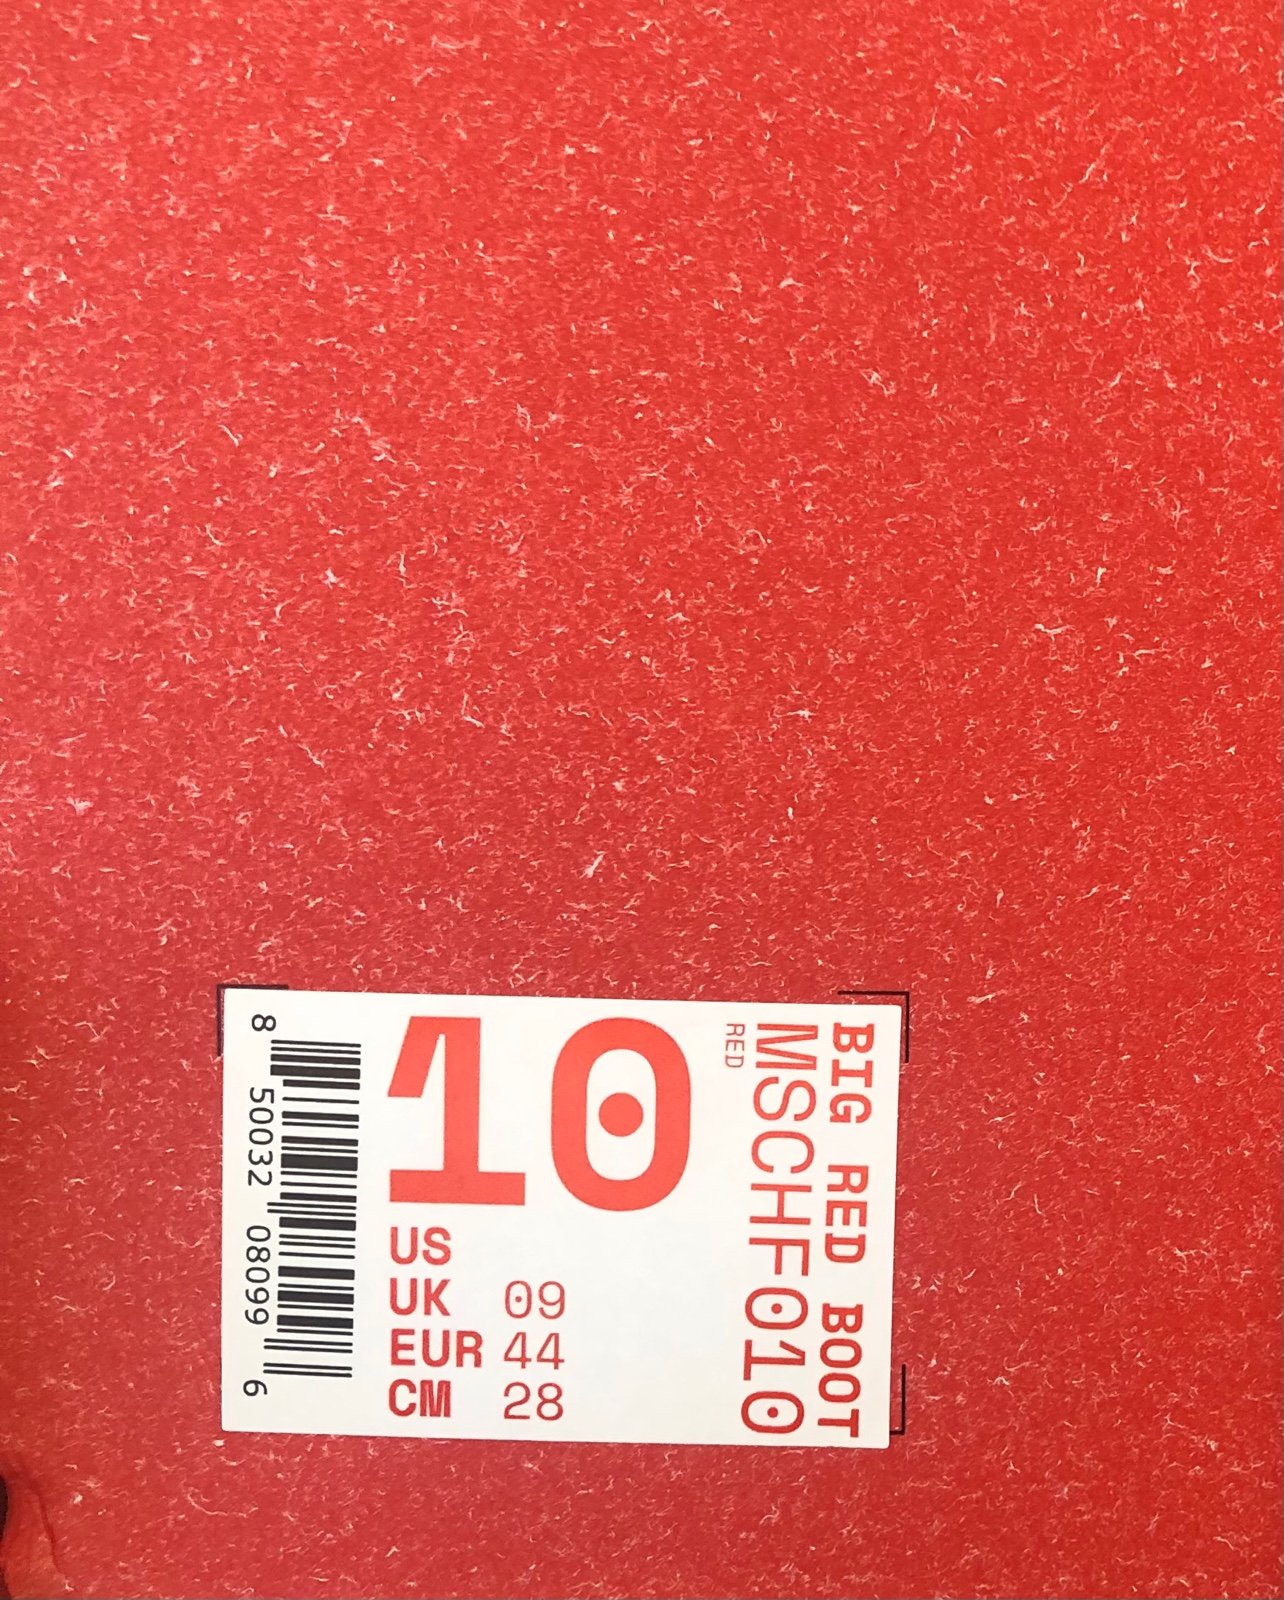 BIG RED BOOT
MSCHF010
RED
10
US
UK 09
EUR 44
CM 28
8 50032 08099 6